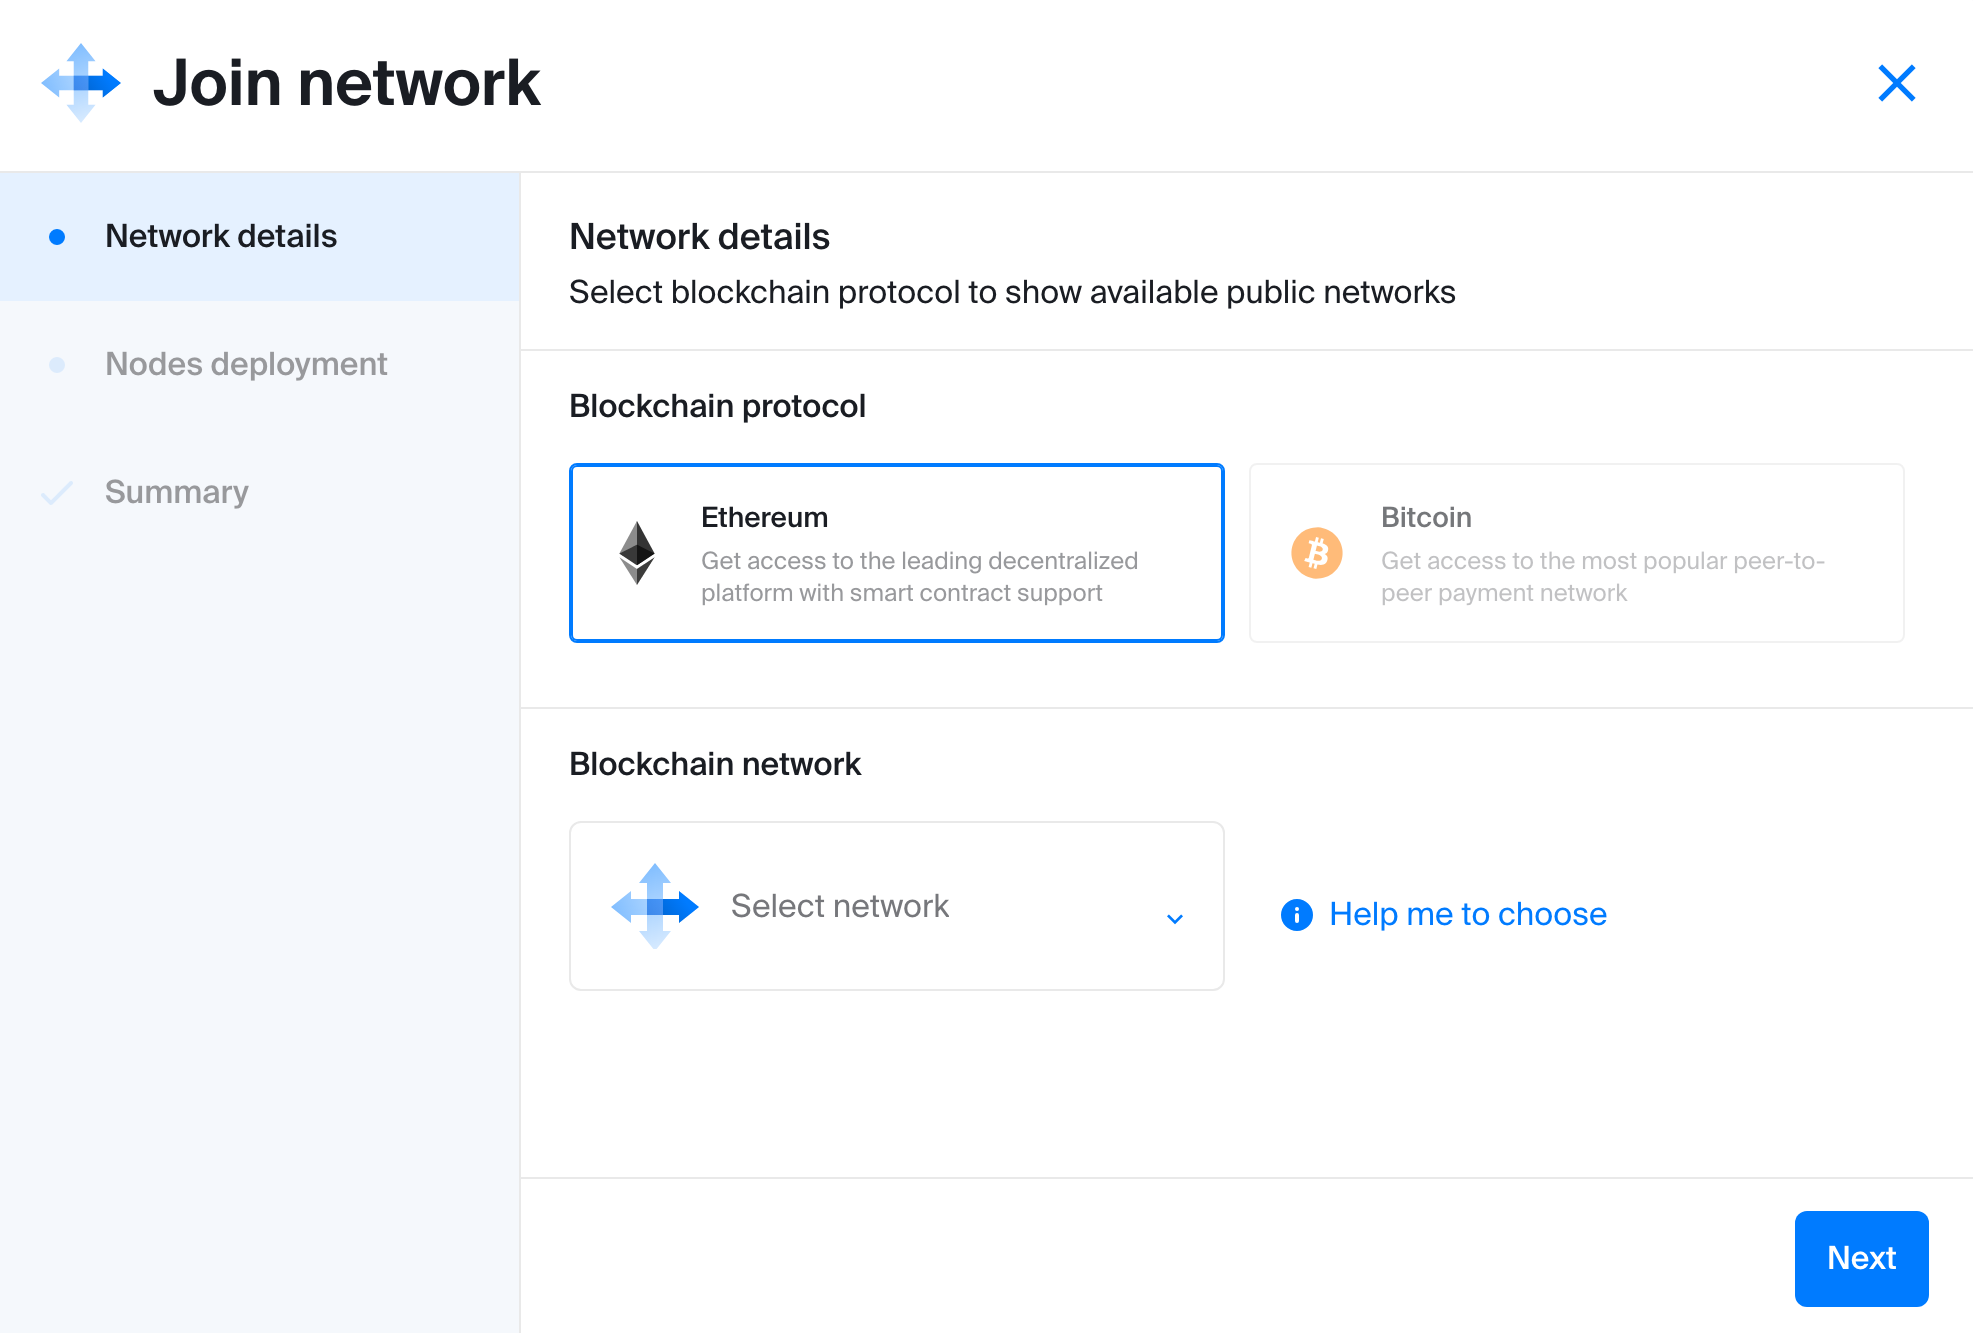 Join network
Network details
Nodes deployment
Summary
Network details
Select blockchain protocol to show available public networks
Blockchain protocol
Ethereum
Get access to the leading decentralized
platform with smart contract support
Bitcoin
Get access to the most popular peer-to-
peer payment network
Blockchain network
Select network
Help me to choose
Next